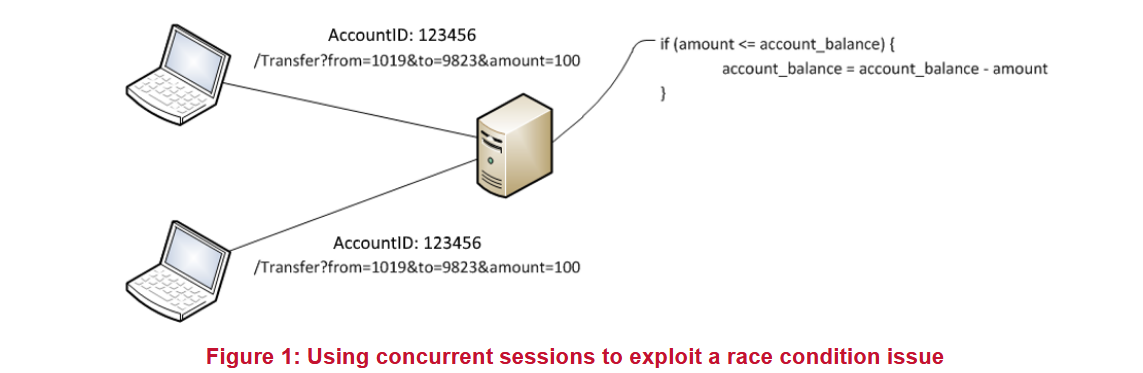 AccountID: 123456
/Transfer?from=1019&to=9823&amount=100
if (amount <= account_balance) {
account_balance = account_balance - amount
}
AccountID: 123456
/Transfer?from=1019&to=9823&amount=100
Figure 1: Using concurrent sessions to exploit a race condition issue